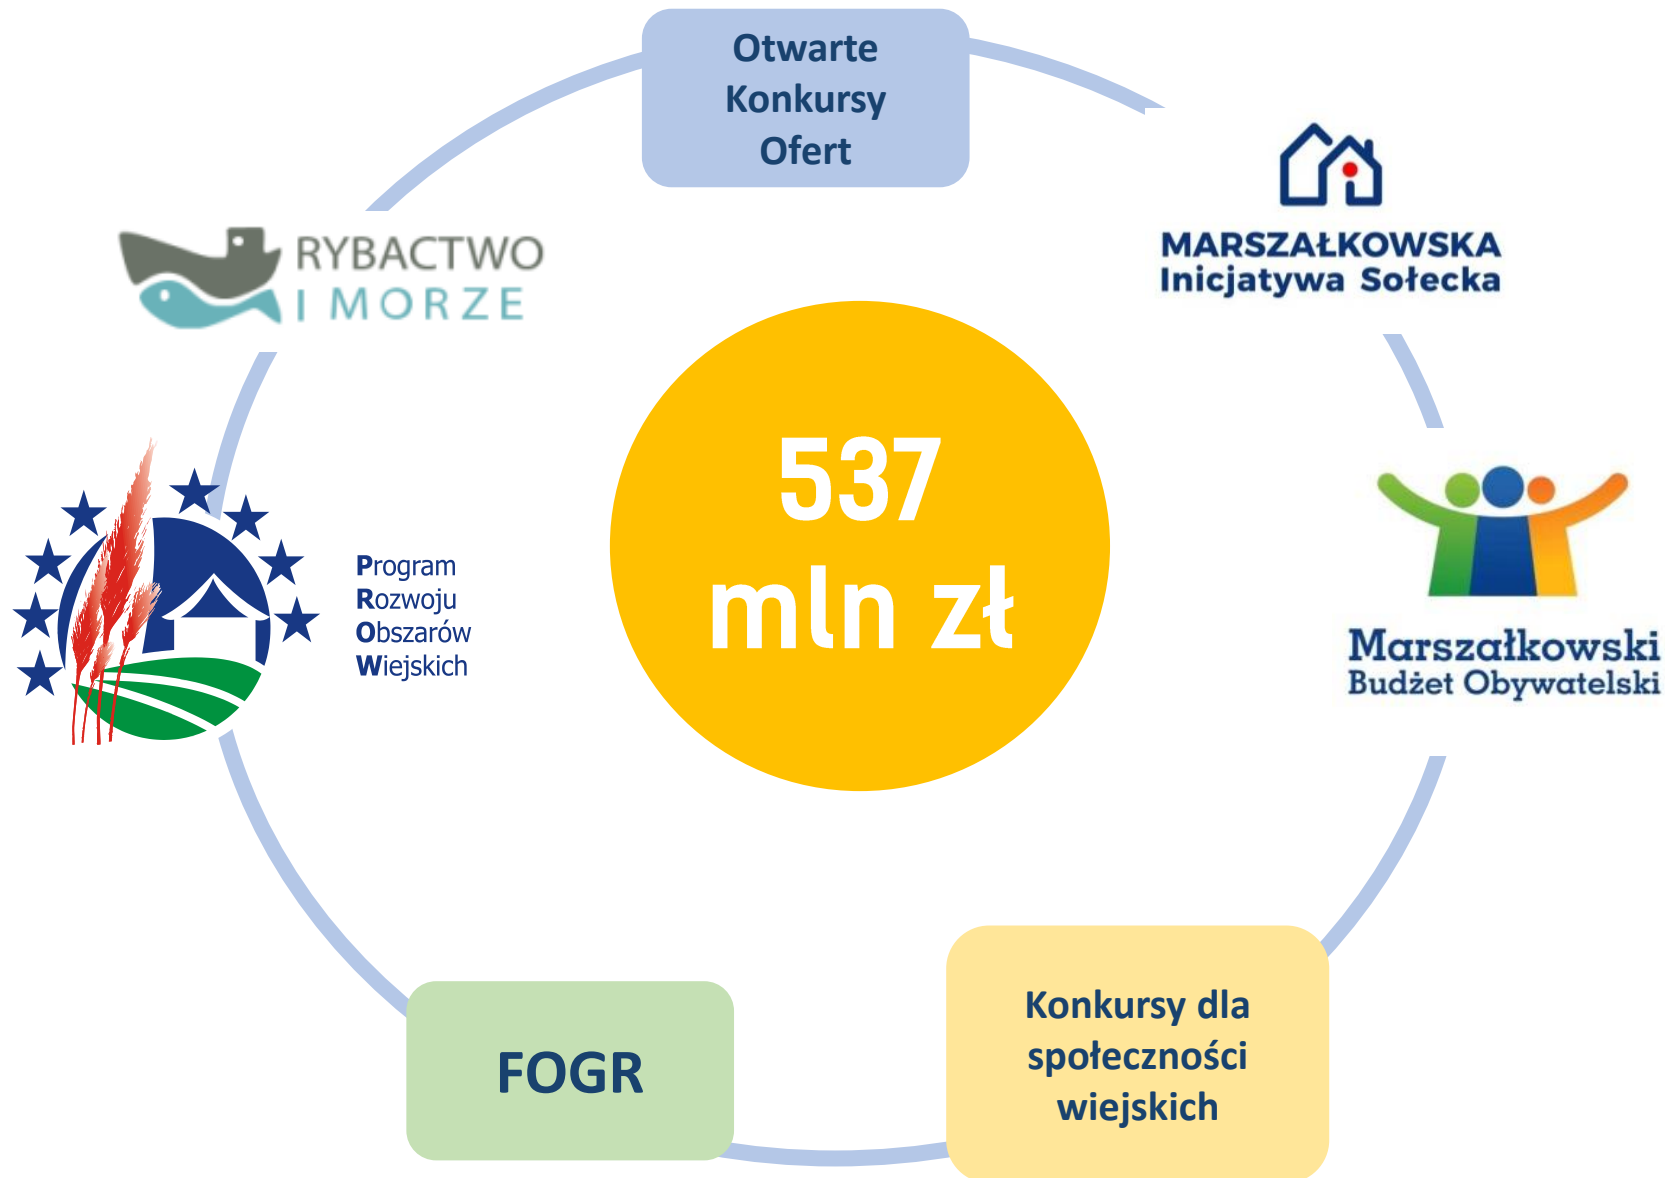 Otwarte
Konkursy
Ofert
MARSZAŁKOWSKA
Inicjatywa Sołecka
RYBACTWO
I MORZE
537
mln zł
Program
Rozwoju
Obszarów
Wiejskich
Marszałkowski
Budżet Obywatelski
FOGR
Konkursy dla
społeczności
wiejskich